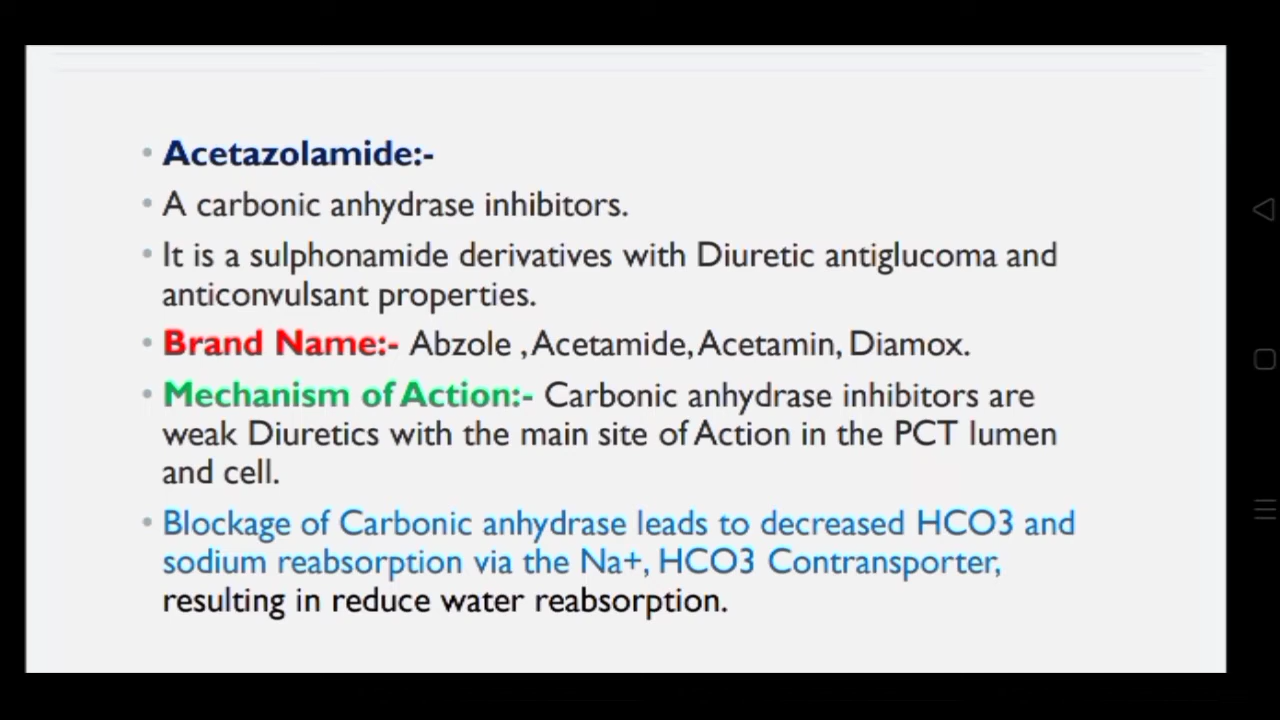 • Acetazolamide:-
• A carbonic anhydrase inhibitors.
• It is a sulphonamide derivatives with Diuretic antiglucoma and
anticonvulsant properties.
• Brand Name:- Abzole ,Acetamide, Acetamin, Diamox.
• Mechanism of Action:- Carbonic anhydrase inhibitors are
weak Diuretics with the main site of Action in the PCT lumen
and cell.
• Blockage of Carbonic anhydrase leads to decreased HCO3 and
sodium reabsorption via the Na+, HCO3 Contransporter,
resulting in reduce water reabsorption.